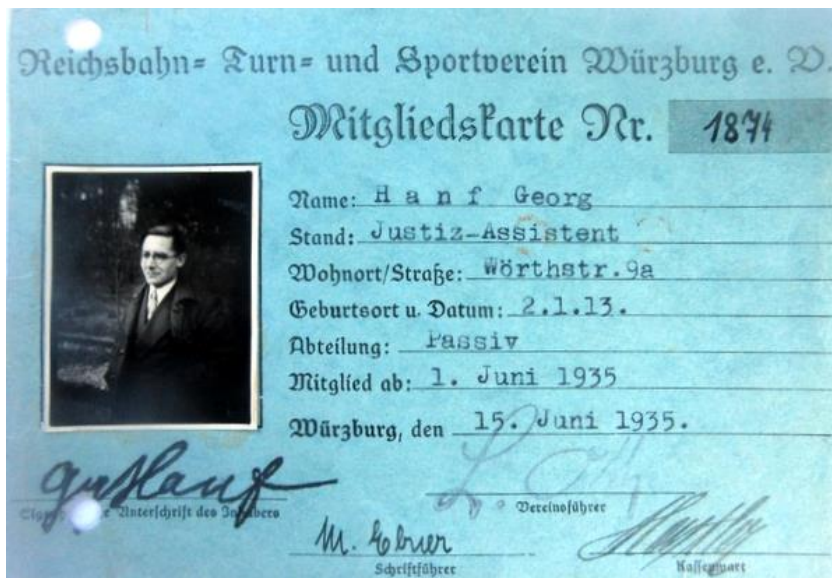 Reichsbahn= Turn= und Sportverein Würzburg e. V.
Mitgliedskarte Nr. 1874
Name: Hanf Georg
Stand: Justiz-Assistent
Wohnort/Straße: Wörthstr. 9a
Geburtsort u. Datum: 2.1.13.
Abteilung: Passiv
Mitglied ab: 1. Juni 1935
Würzburg, den 15. Juni 1935.
Unterschrift des Inhabers
Vereinsführer
M. Ebner
Schriftführer
Kassenwart